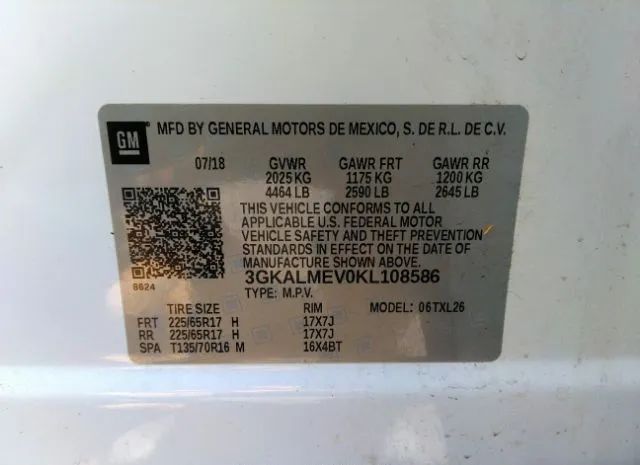 GM MFD BY GENERAL MOTORS DE MEXICO, S. DE R.L. DE C.V.
07/18 GVWR GAWR FRT GAWR RR
2025 KG 1175 KG 1200 KG
4464 LB 2590 LB 2645 LB
THIS VEHICLE CONFORMS TO ALL
APPLICABLE U.S. FEDERAL MOTOR
VEHICLE SAFETY AND THEFT PREVENTION
STANDARDS IN EFFECT ON THE DATE OF
MANUFACTURE SHOWN ABOVE.
8624 3GKALMEV0KL108586
TYPE: M.P.V.
TIRE SIZE RIM MODEL: 06TXL26
FRT 225/65R17 H 17X7J
RR 225/65R17 H 17X7J
SPA T135/70R16 M 16X4BT